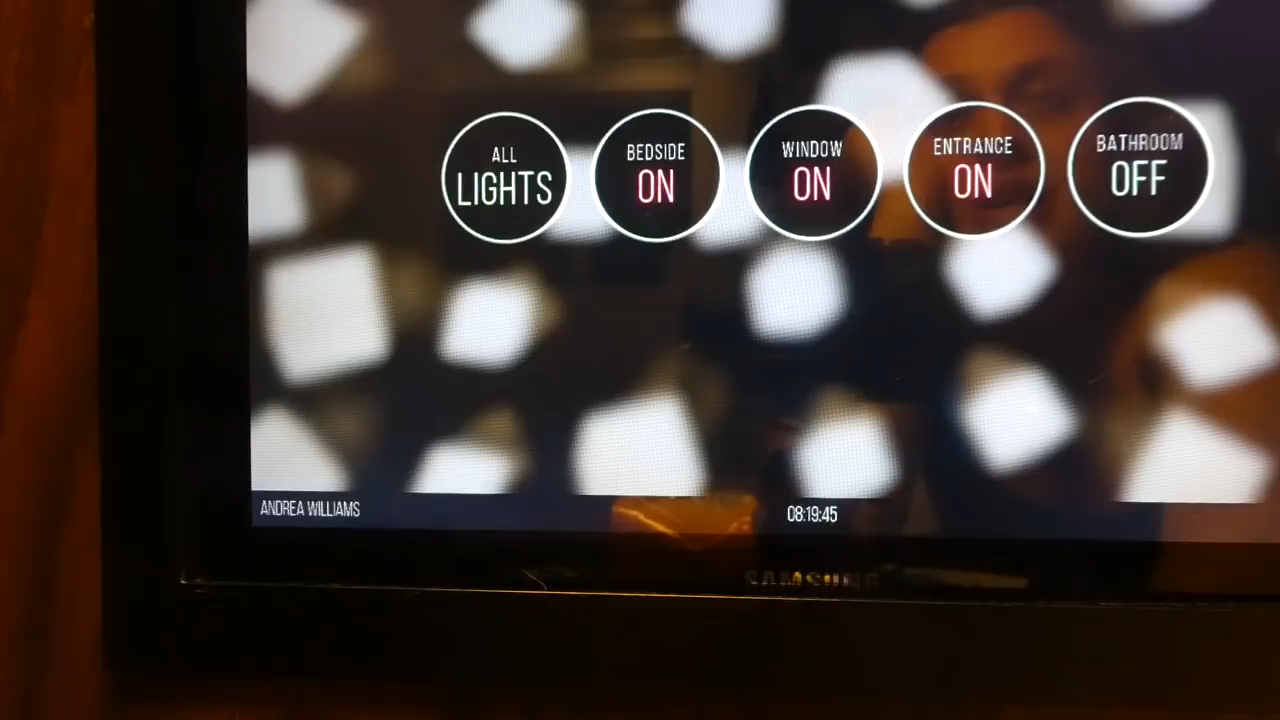 ALL
LIGHTS
BEDSIDE
ON
WINDOW
ON
ENTRANCE
ON
BATHROOM
OFF
ANDREA WILLIAMS
08:19:45
SAMSUNG